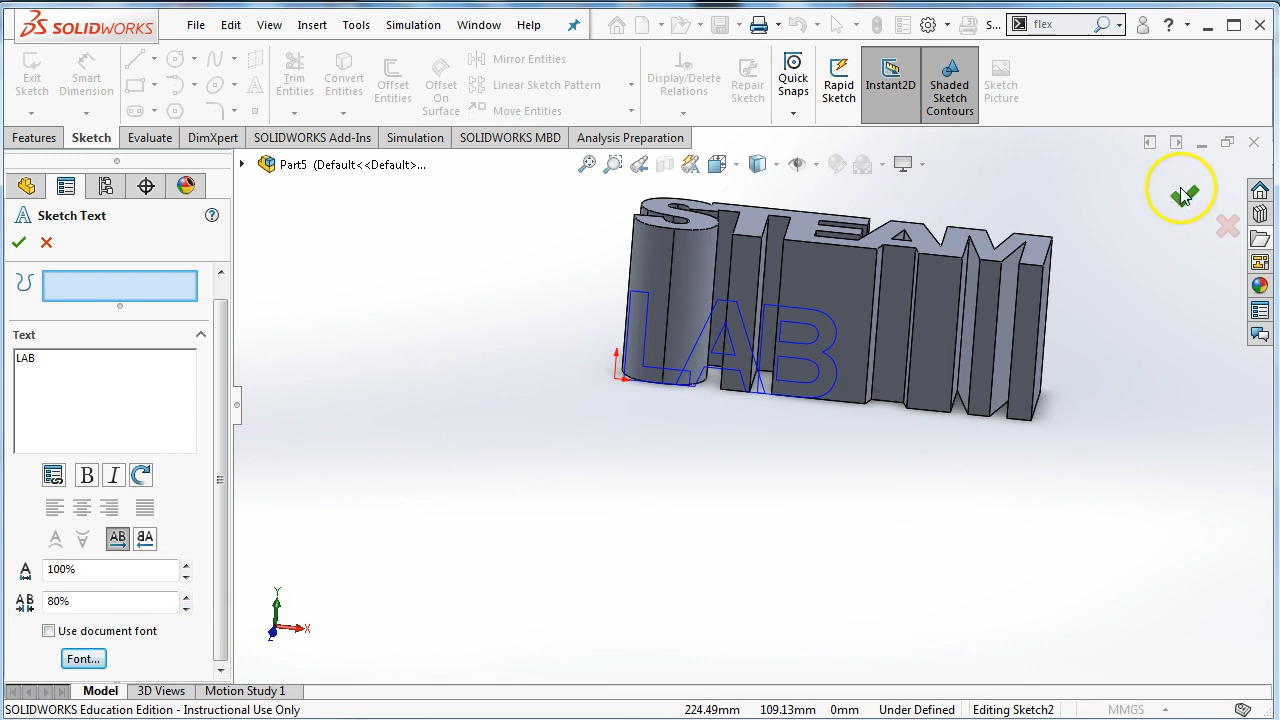 SOLIDWORKS
File Edit View Insert Tools Simulation Window Help
S...
flex
Exit Sketch
Smart Dimension
Trim Entities
Convert Entities
Offset Entities
Offset On Surface
Mirror Entities
Linear Sketch Pattern
Move Entities
Display/Delete Relations
Repair Sketch
Quick Snaps
Rapid Sketch
Instant2D
Shaded Sketch Contours
Sketch Picture
Features Sketch Evaluate DimXpert SOLIDWORKS Add-Ins Simulation SOLIDWORKS MBD Analysis Preparation
Part5 (Default<<Default>...
Sketch Text
Text
LAB
B I
AB AB
100%
AB 80%
Use document font
Font...
STEAM
LAB
Y
X
Z
Model 3D Views Motion Study 1
SOLIDWORKS Education Edition - Instructional Use Only
224.49mm 109.13mm 0mm Under Defined Editing Sketch2 MMGS